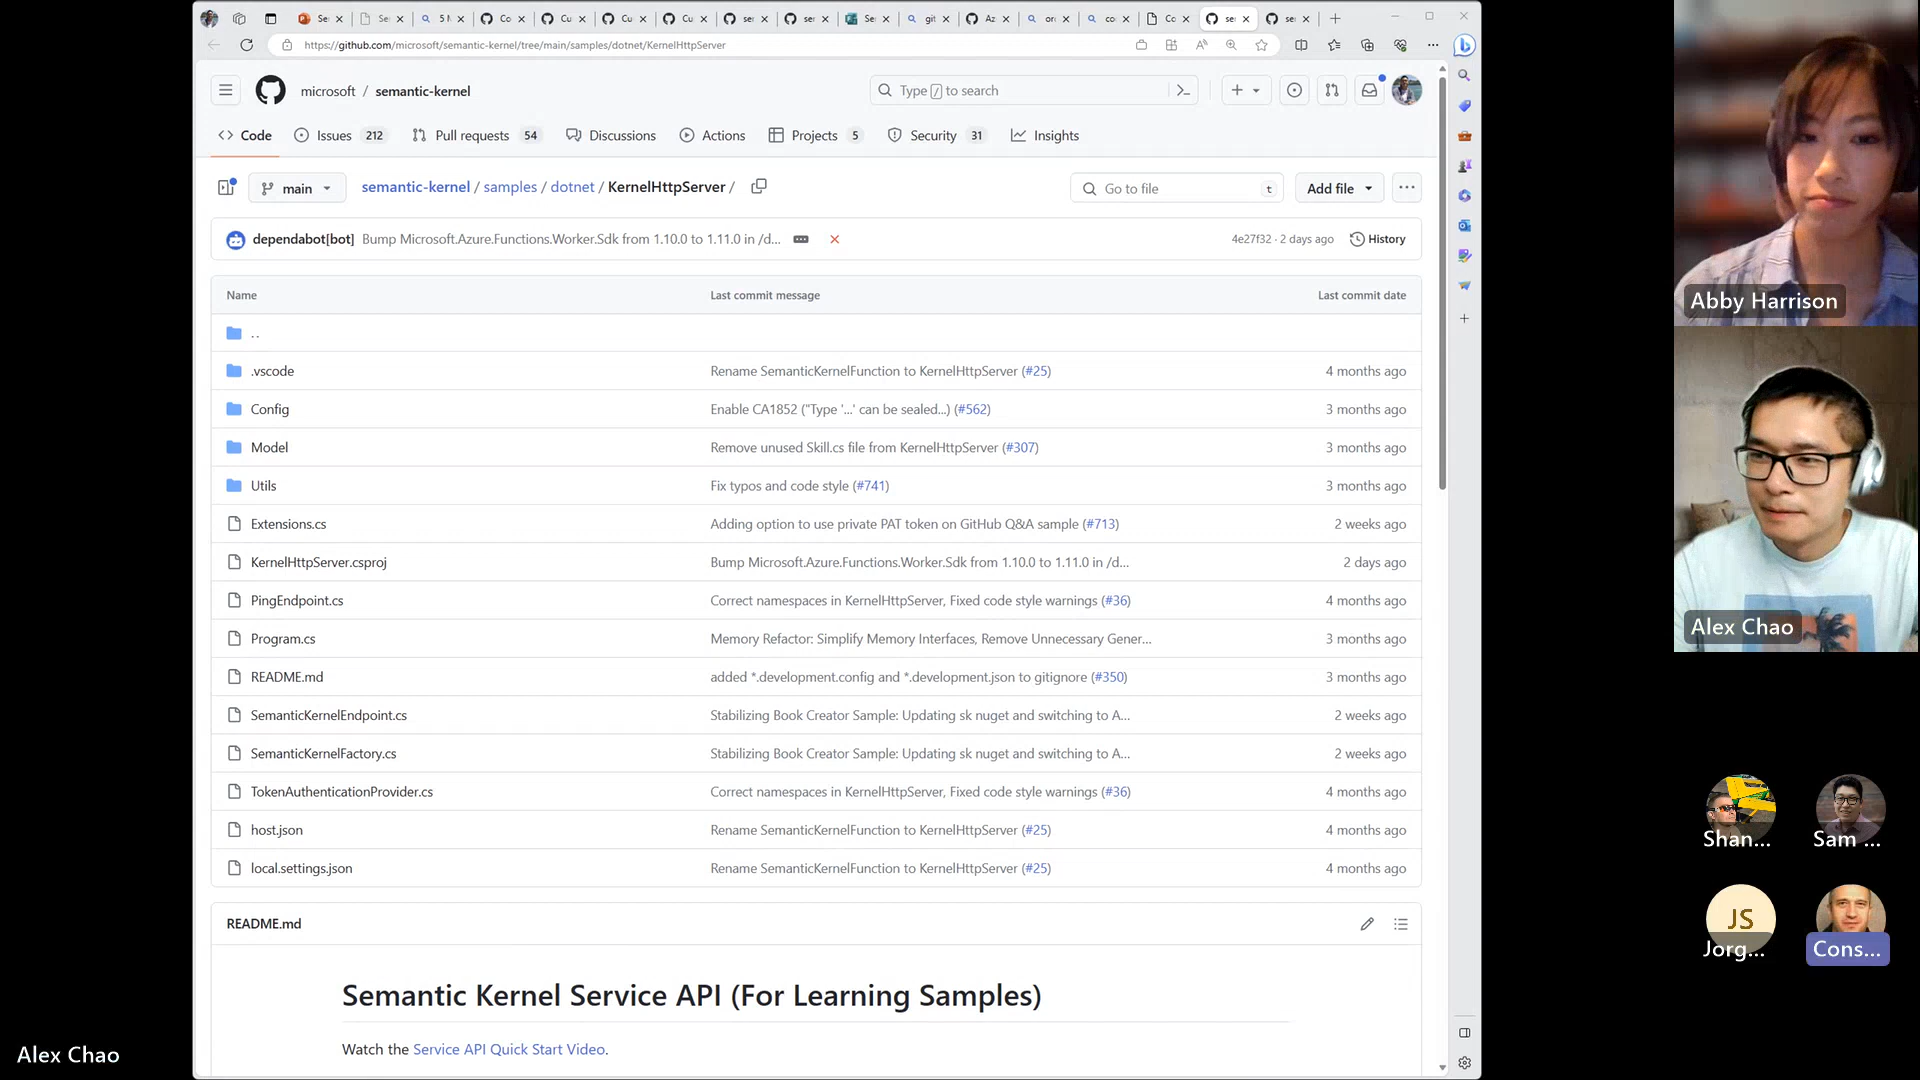 https://github.com/microsoft/semantic-kernel/tree/main/samples/dotnet/KernelHttpServer
microsoft / semantic-kernel
Type / to search
Code
Issues 212
Pull requests 54
Discussions
Actions
Projects 5
Security 31
Insights
main
semantic-kernel / samples / dotnet / KernelHttpServer /
Go to file t
Add file
dependabot[bot] Bump Microsoft.Azure.Functions.Worker.Sdk from 1.10.0 to 1.11.0 in /d...
4e27f32 · 2 days ago
History
Name Last commit message Last commit date
..
.vscode Rename SemanticKernelFunction to KernelHttpServer (#25) 4 months ago
Config Enable CA1852 ("Type '...' can be sealed...) (#562) 3 months ago
Model Remove unused Skill.cs file from KernelHttpServer (#307) 3 months ago
Utils Fix typos and code style (#741) 3 months ago
Extensions.cs Adding option to use private PAT token on GitHub Q&A sample (#713) 2 weeks ago
KernelHttpServer.csproj Bump Microsoft.Azure.Functions.Worker.Sdk from 1.10.0 to 1.11.0 in /d... 2 days ago
PingEndpoint.cs Correct namespaces in KernelHttpServer, Fixed code style warnings (#36) 4 months ago
Program.cs Memory Refactor: Simplify Memory Interfaces, Remove Unnecessary Gener... 3 months ago
README.md added *.development.config and *.development.json to gitignore (#350) 3 months ago
SemanticKernelEndpoint.cs Stabilizing Book Creator Sample: Updating sk nuget and switching to A... 2 weeks ago
SemanticKernelFactory.cs Stabilizing Book Creator Sample: Updating sk nuget and switching to A... 2 weeks ago
TokenAuthenticationProvider.cs Correct namespaces in KernelHttpServer, Fixed code style warnings (#36) 4 months ago
host.json Rename SemanticKernelFunction to KernelHttpServer (#25) 4 months ago
local.settings.json Rename SemanticKernelFunction to KernelHttpServer (#25) 4 months ago
README.md
Semantic Kernel Service API (For Learning Samples)
Watch the Service API Quick Start Video.
Abby Harrison
Alex Chao
Shan...
Sam ...
JS
Jorg...
Cons...
Alex Chao